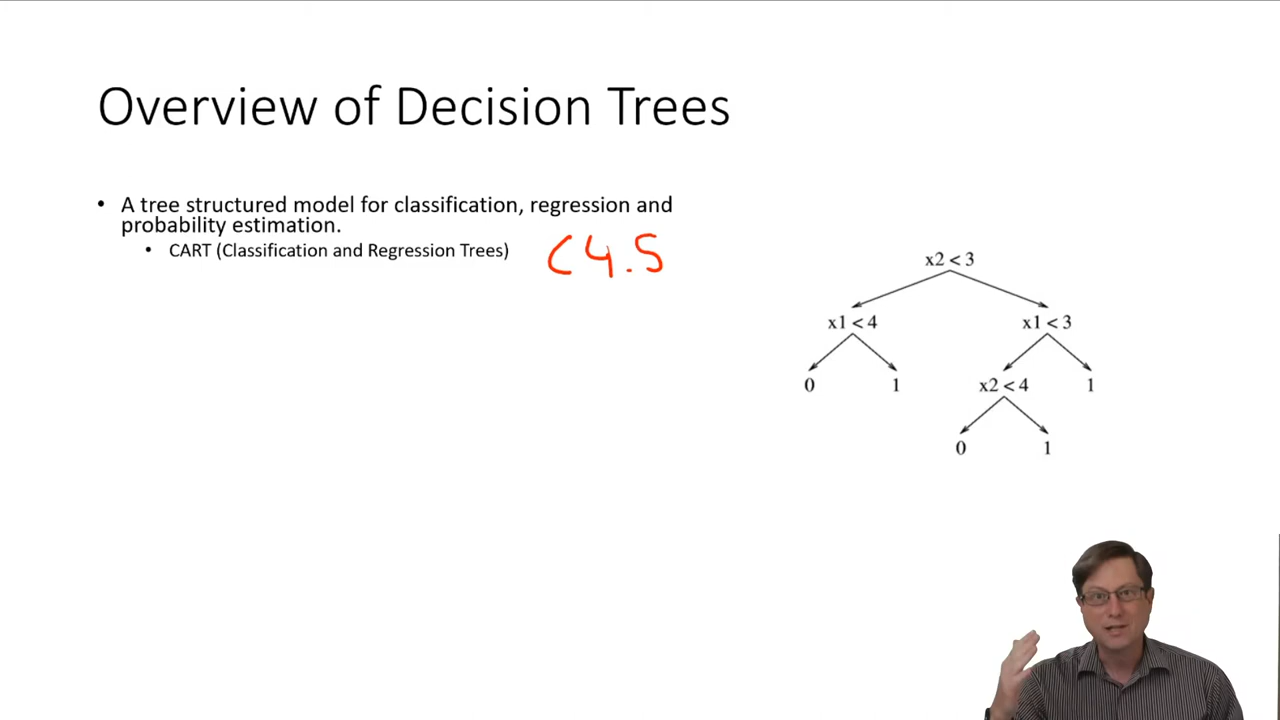 Overview of Decision Trees
• A tree structured model for classification, regression and
probability estimation.
• CART (Classification and Regression Trees)
C4.5
x2 < 3
x1 < 4
x1 < 3
0
1
x2 < 4
1
0
1